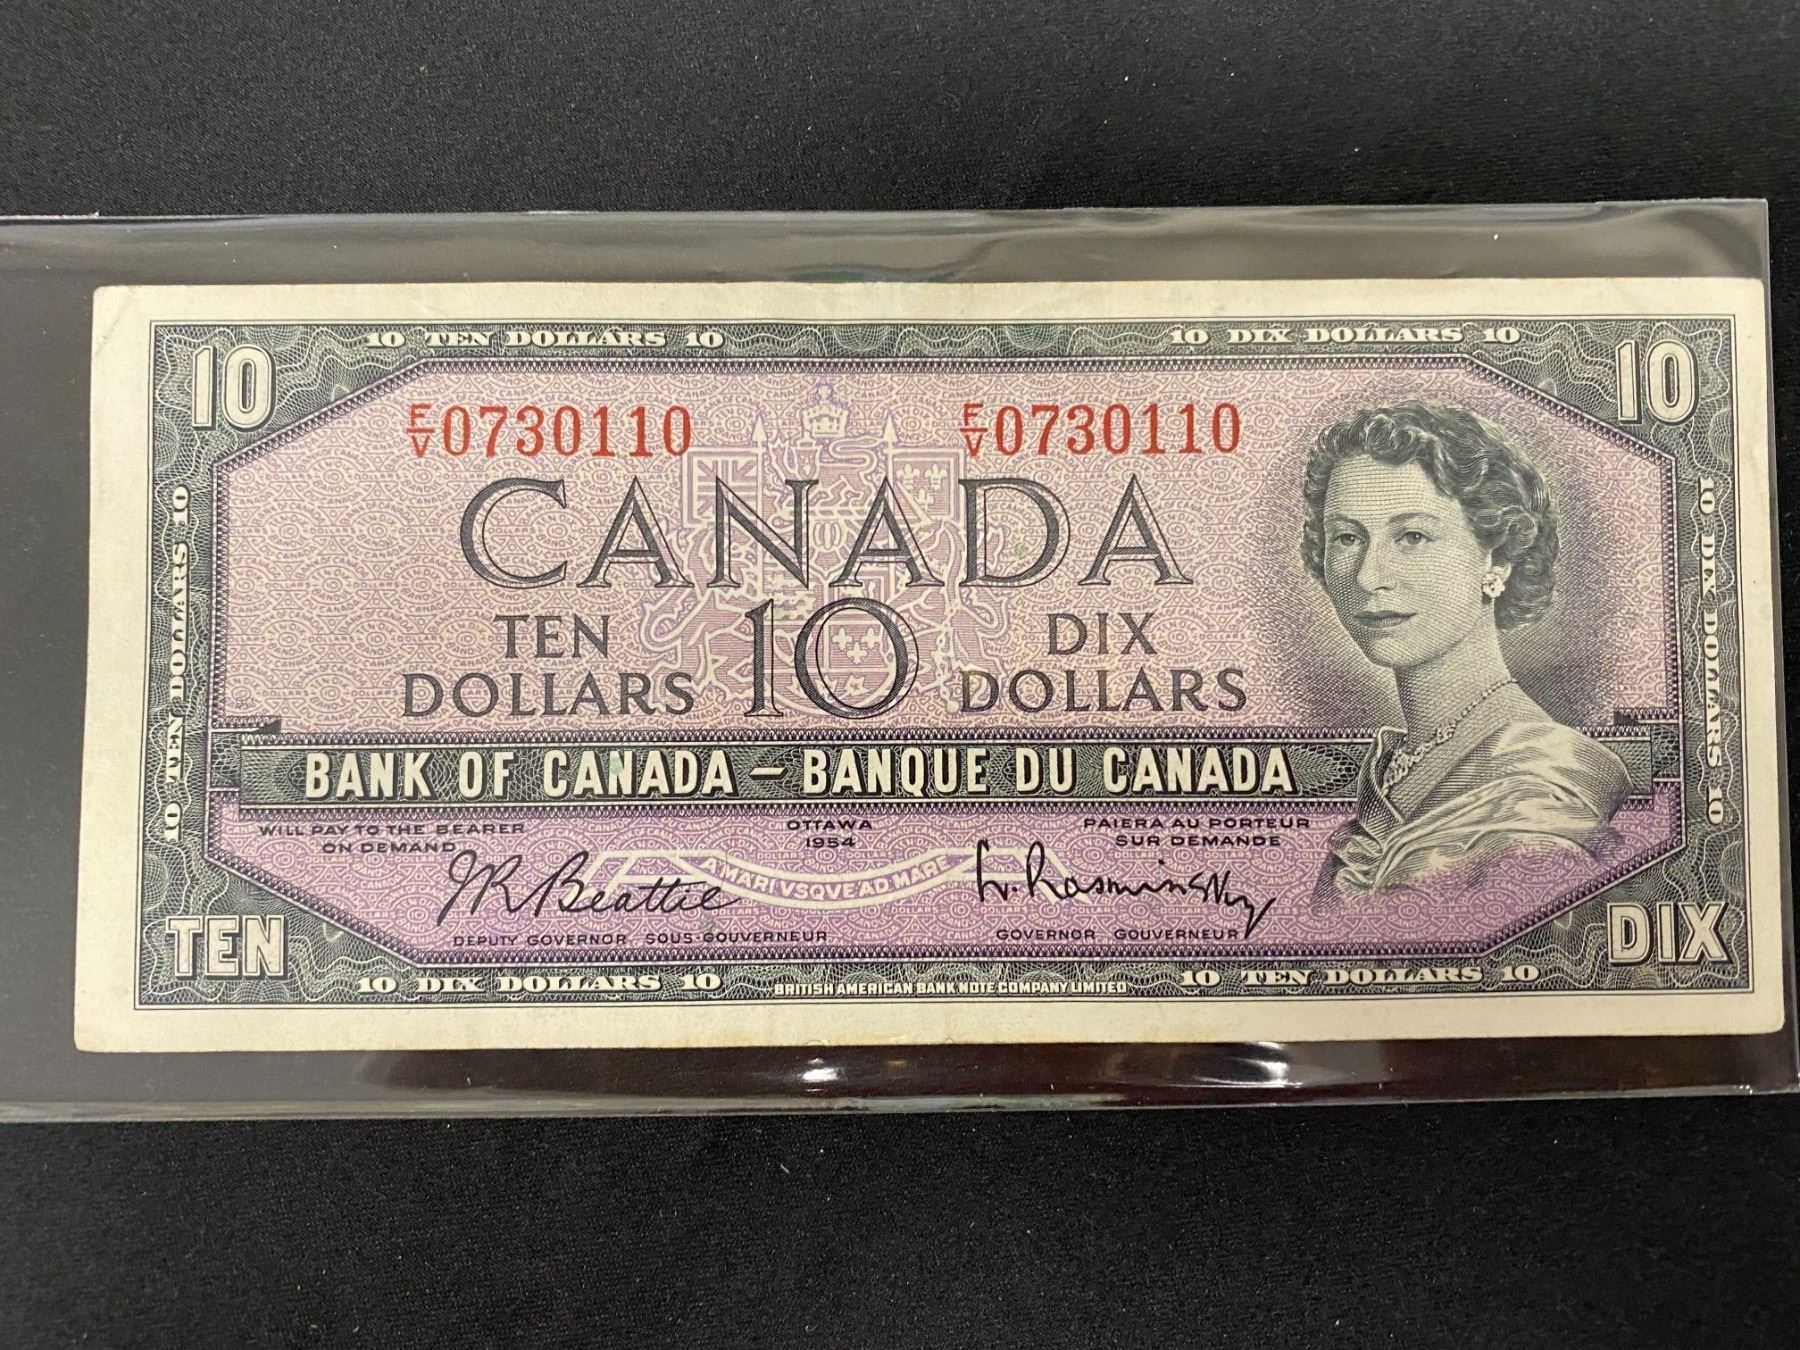 10 TEN DOLLARS 10
10 DIX DOLLARS 10
10
10
F/V 0730110
F/V 0730110
CANADA
TEN DOLLARS
10
DIX DOLLARS
10 TEN DOLLARS 10
10 DIX DOLLARS 10
BANK OF CANADA – BANQUE DU CANADA
WILL PAY TO THE BEARER
ON DEMAND
OTTAWA
1954
PAIERA AU PORTEUR
SUR DEMANDE
A MARI VSQVE AD MARE
J R Beattie
L. Rasminsky
DEPUTY GOVERNOR SOUS-GOUVERNEUR
GOVERNOR GOUVERNEUR
TEN
DIX
10 DIX DOLLARS 10
BRITISH AMERICAN BANK NOTE COMPANY LIMITED
10 TEN DOLLARS 10